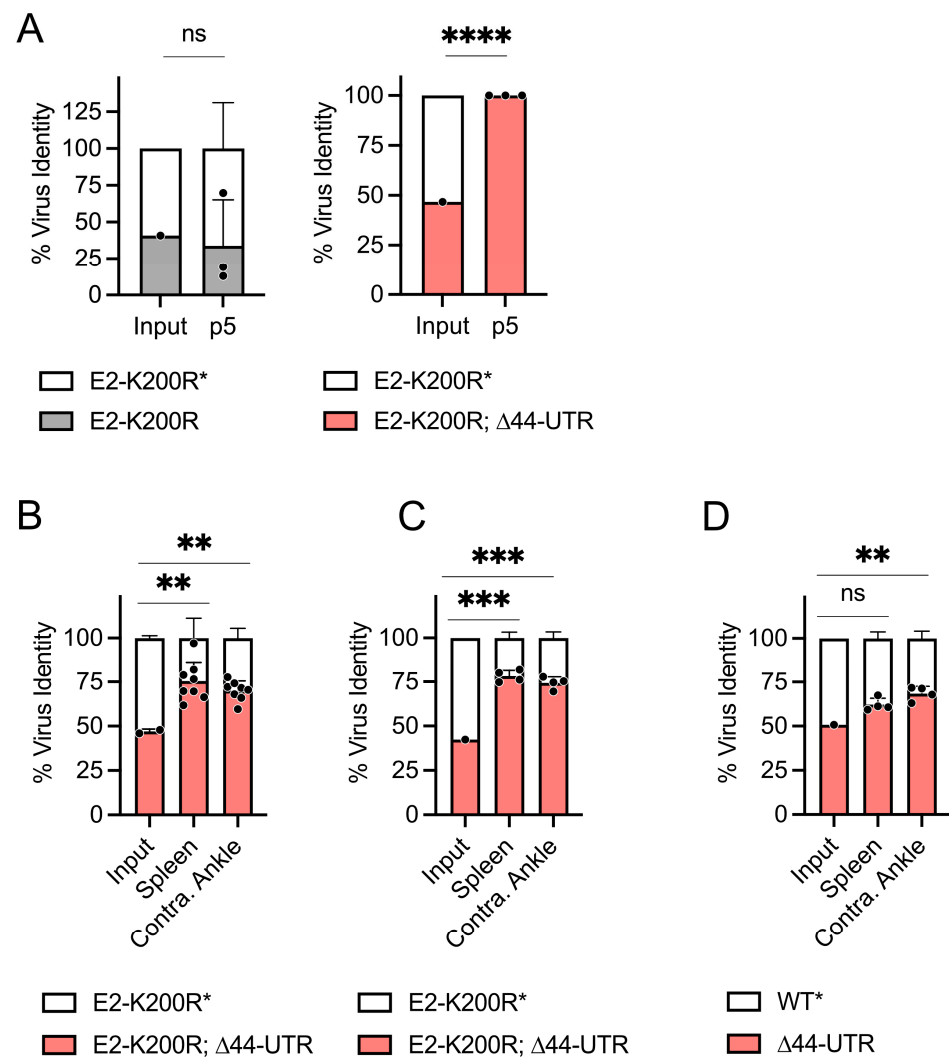 A
ns
% Virus Identity
125
100
75
50
25
0
Input p5
E2-K200R*
E2-K200R
****
% Virus Identity
100
75
50
25
0
Input p5
E2-K200R*
E2-K200R; Δ44-UTR
B
**
**
% Virus Identity
100
75
50
25
0
Input
Spleen
Contra. Ankle
E2-K200R*
E2-K200R; Δ44-UTR
C
***
***
% Virus Identity
100
75
50
25
0
Input
Spleen
Contra. Ankle
E2-K200R*
E2-K200R; Δ44-UTR
D
**
ns
% Virus Identity
100
75
50
25
0
Input
Spleen
Contra. Ankle
WT*
Δ44-UTR